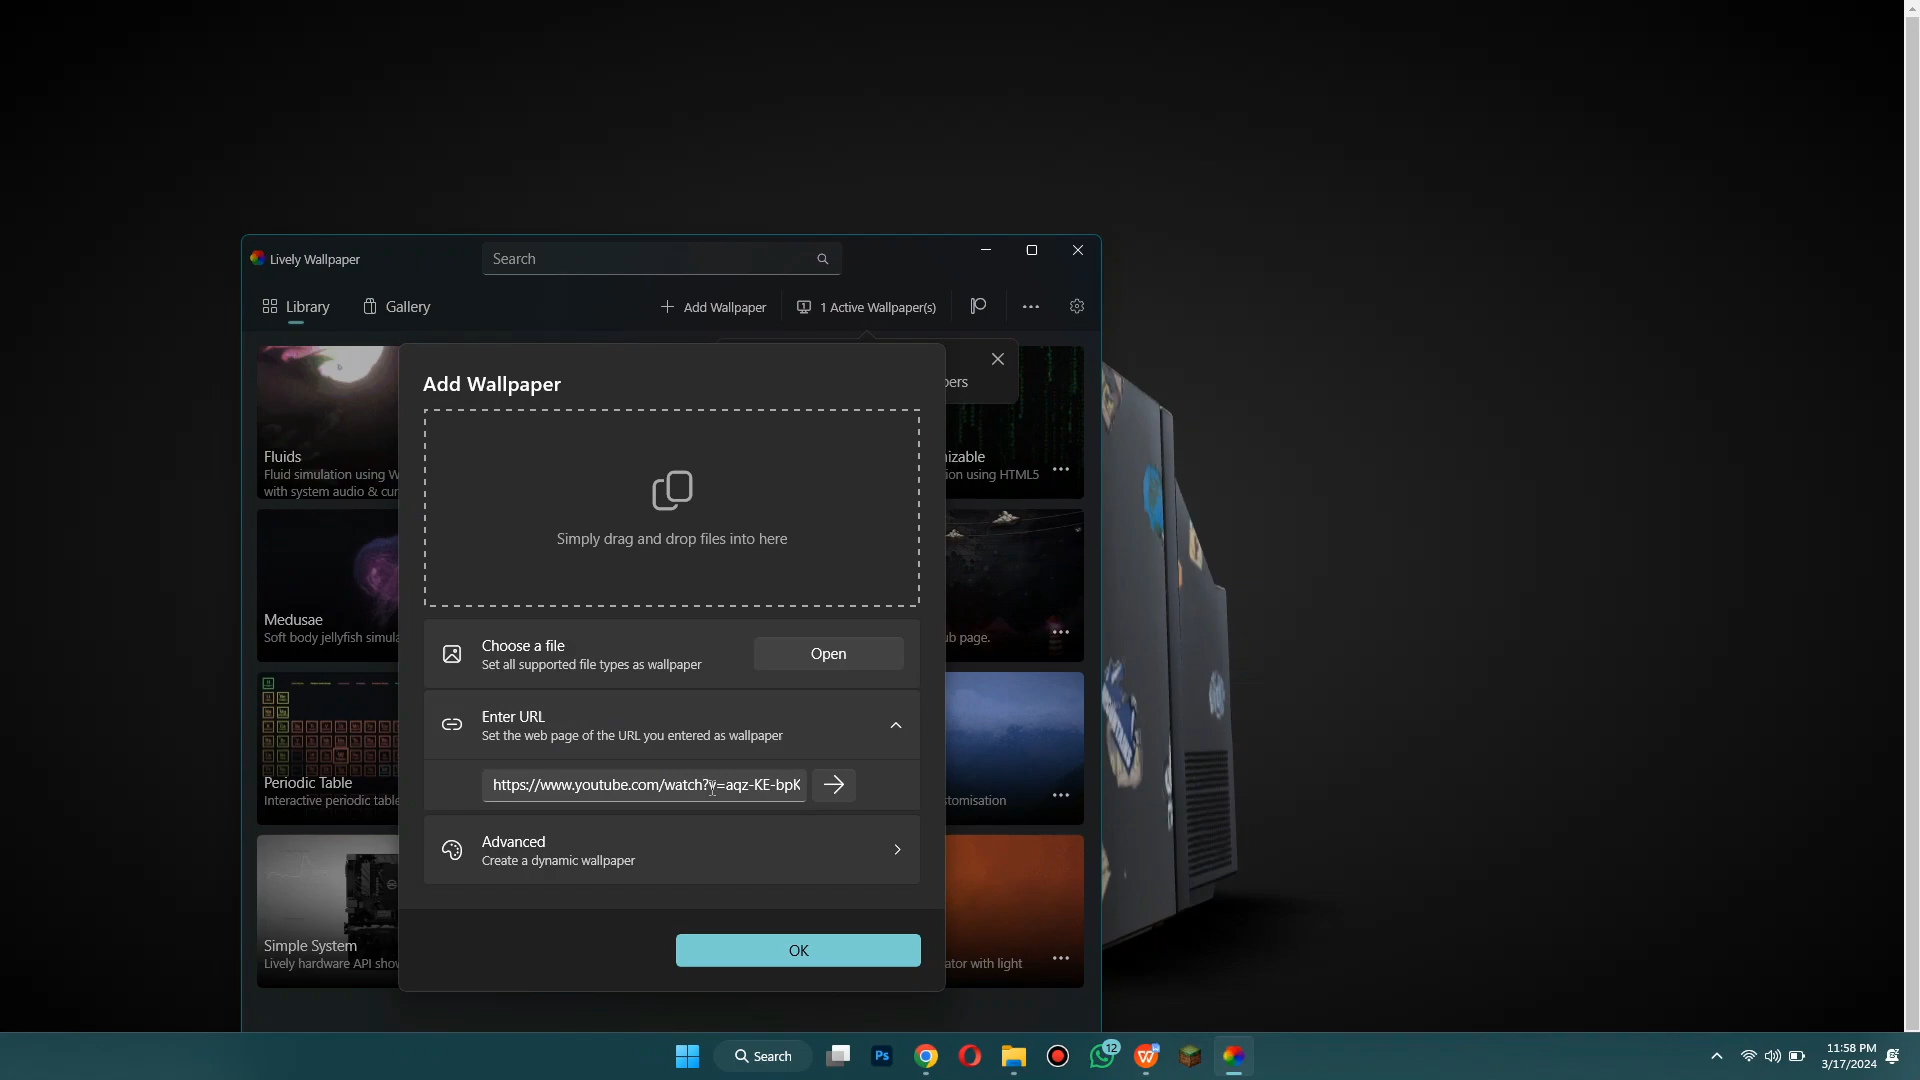 Lively Wallpaper
Search
Library
Gallery
Add Wallpaper
1 Active Wallpaper(s)
Add Wallpaper
pers
Simply drag and drop files into here
Fluids
Fluid simulation using W
with system audio & cur
nizable
ion using HTML5
Medusae
Soft body jellyfish simula
ub page.
Choose a file
Set all supported file types as wallpaper
Open
Enter URL
Set the web page of the URL you entered as wallpaper
https://www.youtube.com/watch?v=aqz-KE-bpK
Periodic Table
Interactive periodic table
stomisation
Advanced
Create a dynamic wallpaper
Simple System
Lively hardware API show
ator with light
OK
Search
Ps
12
11:58 PM
3/17/2024